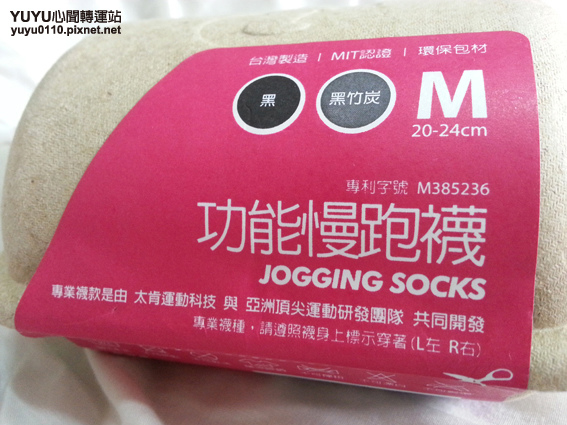 YUYU心聞轉運站
yuyu0110.pixnet.net
台灣製造 | MIT認證 | 環保包材
黑 黑竹炭 M
20-24cm
專利字號 M385236
功能慢跑襪
JOGGING SOCKS
專業襪款是由 太肯運動科技 與 亞洲頂尖運動研發團隊 共同開發
專業襪種，請遵照襪身上標示穿著(L左 R右)